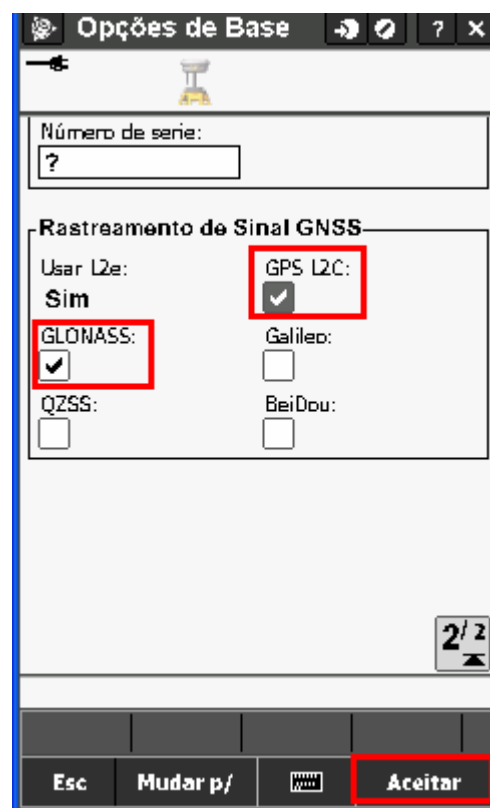 Opções de Base ? ×
Número de serie:
?
Rastreamento de Sinal GNSS
Usar L2e: GPS L2C:
Sim
GLONASS: Galileo:
QZSS: BeiDou:
2/2
Esc Mudar p/ Aceitar